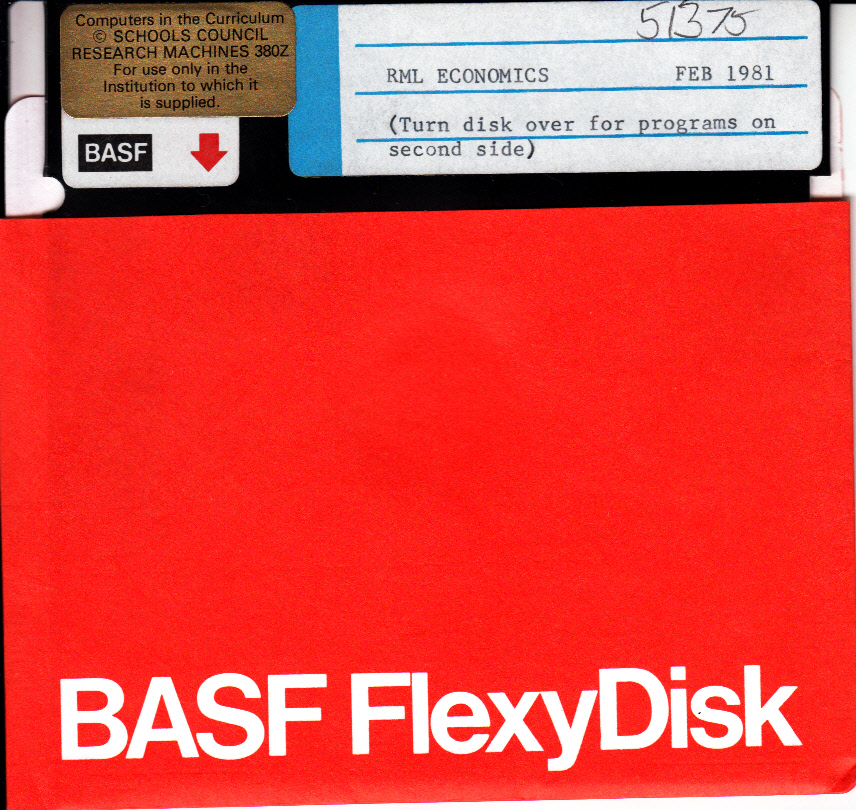 Computers in the Curriculum
© SCHOOLS COUNCIL
RESEARCH MACHINES 380Z
For use only in the
Institution to which it
is supplied.
BASF
51375
RML ECONOMICS FEB 1981
(Turn disk over for programs on
second side)
BASF FlexyDisk